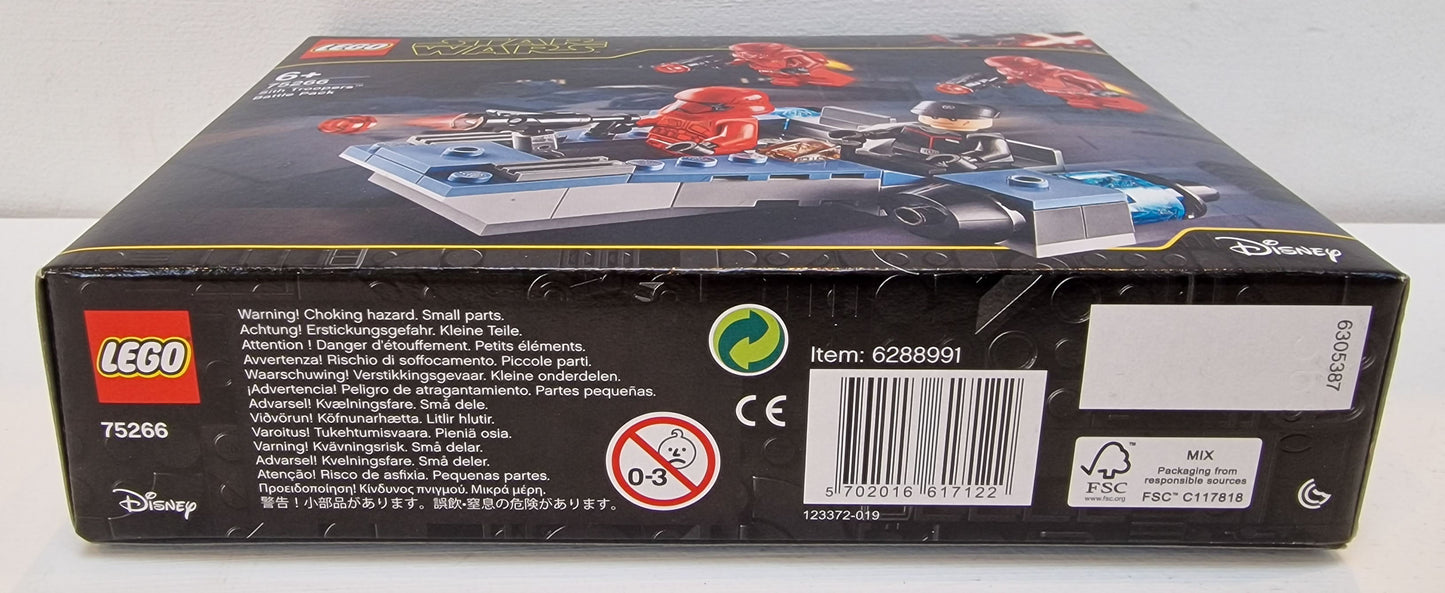 LEGO
STAR
WARS
6+
75266
Sith Troopers™
Battle Pack
Disney
LEGO
75266
Disney
Warning! Choking hazard. Small parts.
Achtung! Erstickungsgefahr. Kleine Teile.
Attention ! Danger d'étouffement. Petits éléments.
Avvertenza! Rischio di soffocamento. Piccole parti.
Waarschuwing! Verstikkingsgevaar. Kleine onderdelen.
¡Advertencia! Peligro de atragantamiento. Partes pequeñas.
Advarsel! Kvælningsfare. Små dele.
Viðvörun! Köfnunarhætta. Litlir hlutir.
Varoitus! Tukehtumisvaara. Pieniä osia.
Varning! Kvävningsrisk. Små delar.
Advarsel! Kvelningsfare. Små deler.
Atenção! Risco de asfixia. Pequenas partes.
Προειδοποίηση! Κίνδυνος πνιγμού. Μικρά μέρη.
警告！小部品があります。誤飲・窒息の危険があります。
0-3
CE
Item: 6288991
5 702016 617122
123372-019
6305387
FSC™
www.fsc.org
MIX
Packaging from
responsible sources
FSC™ C117818